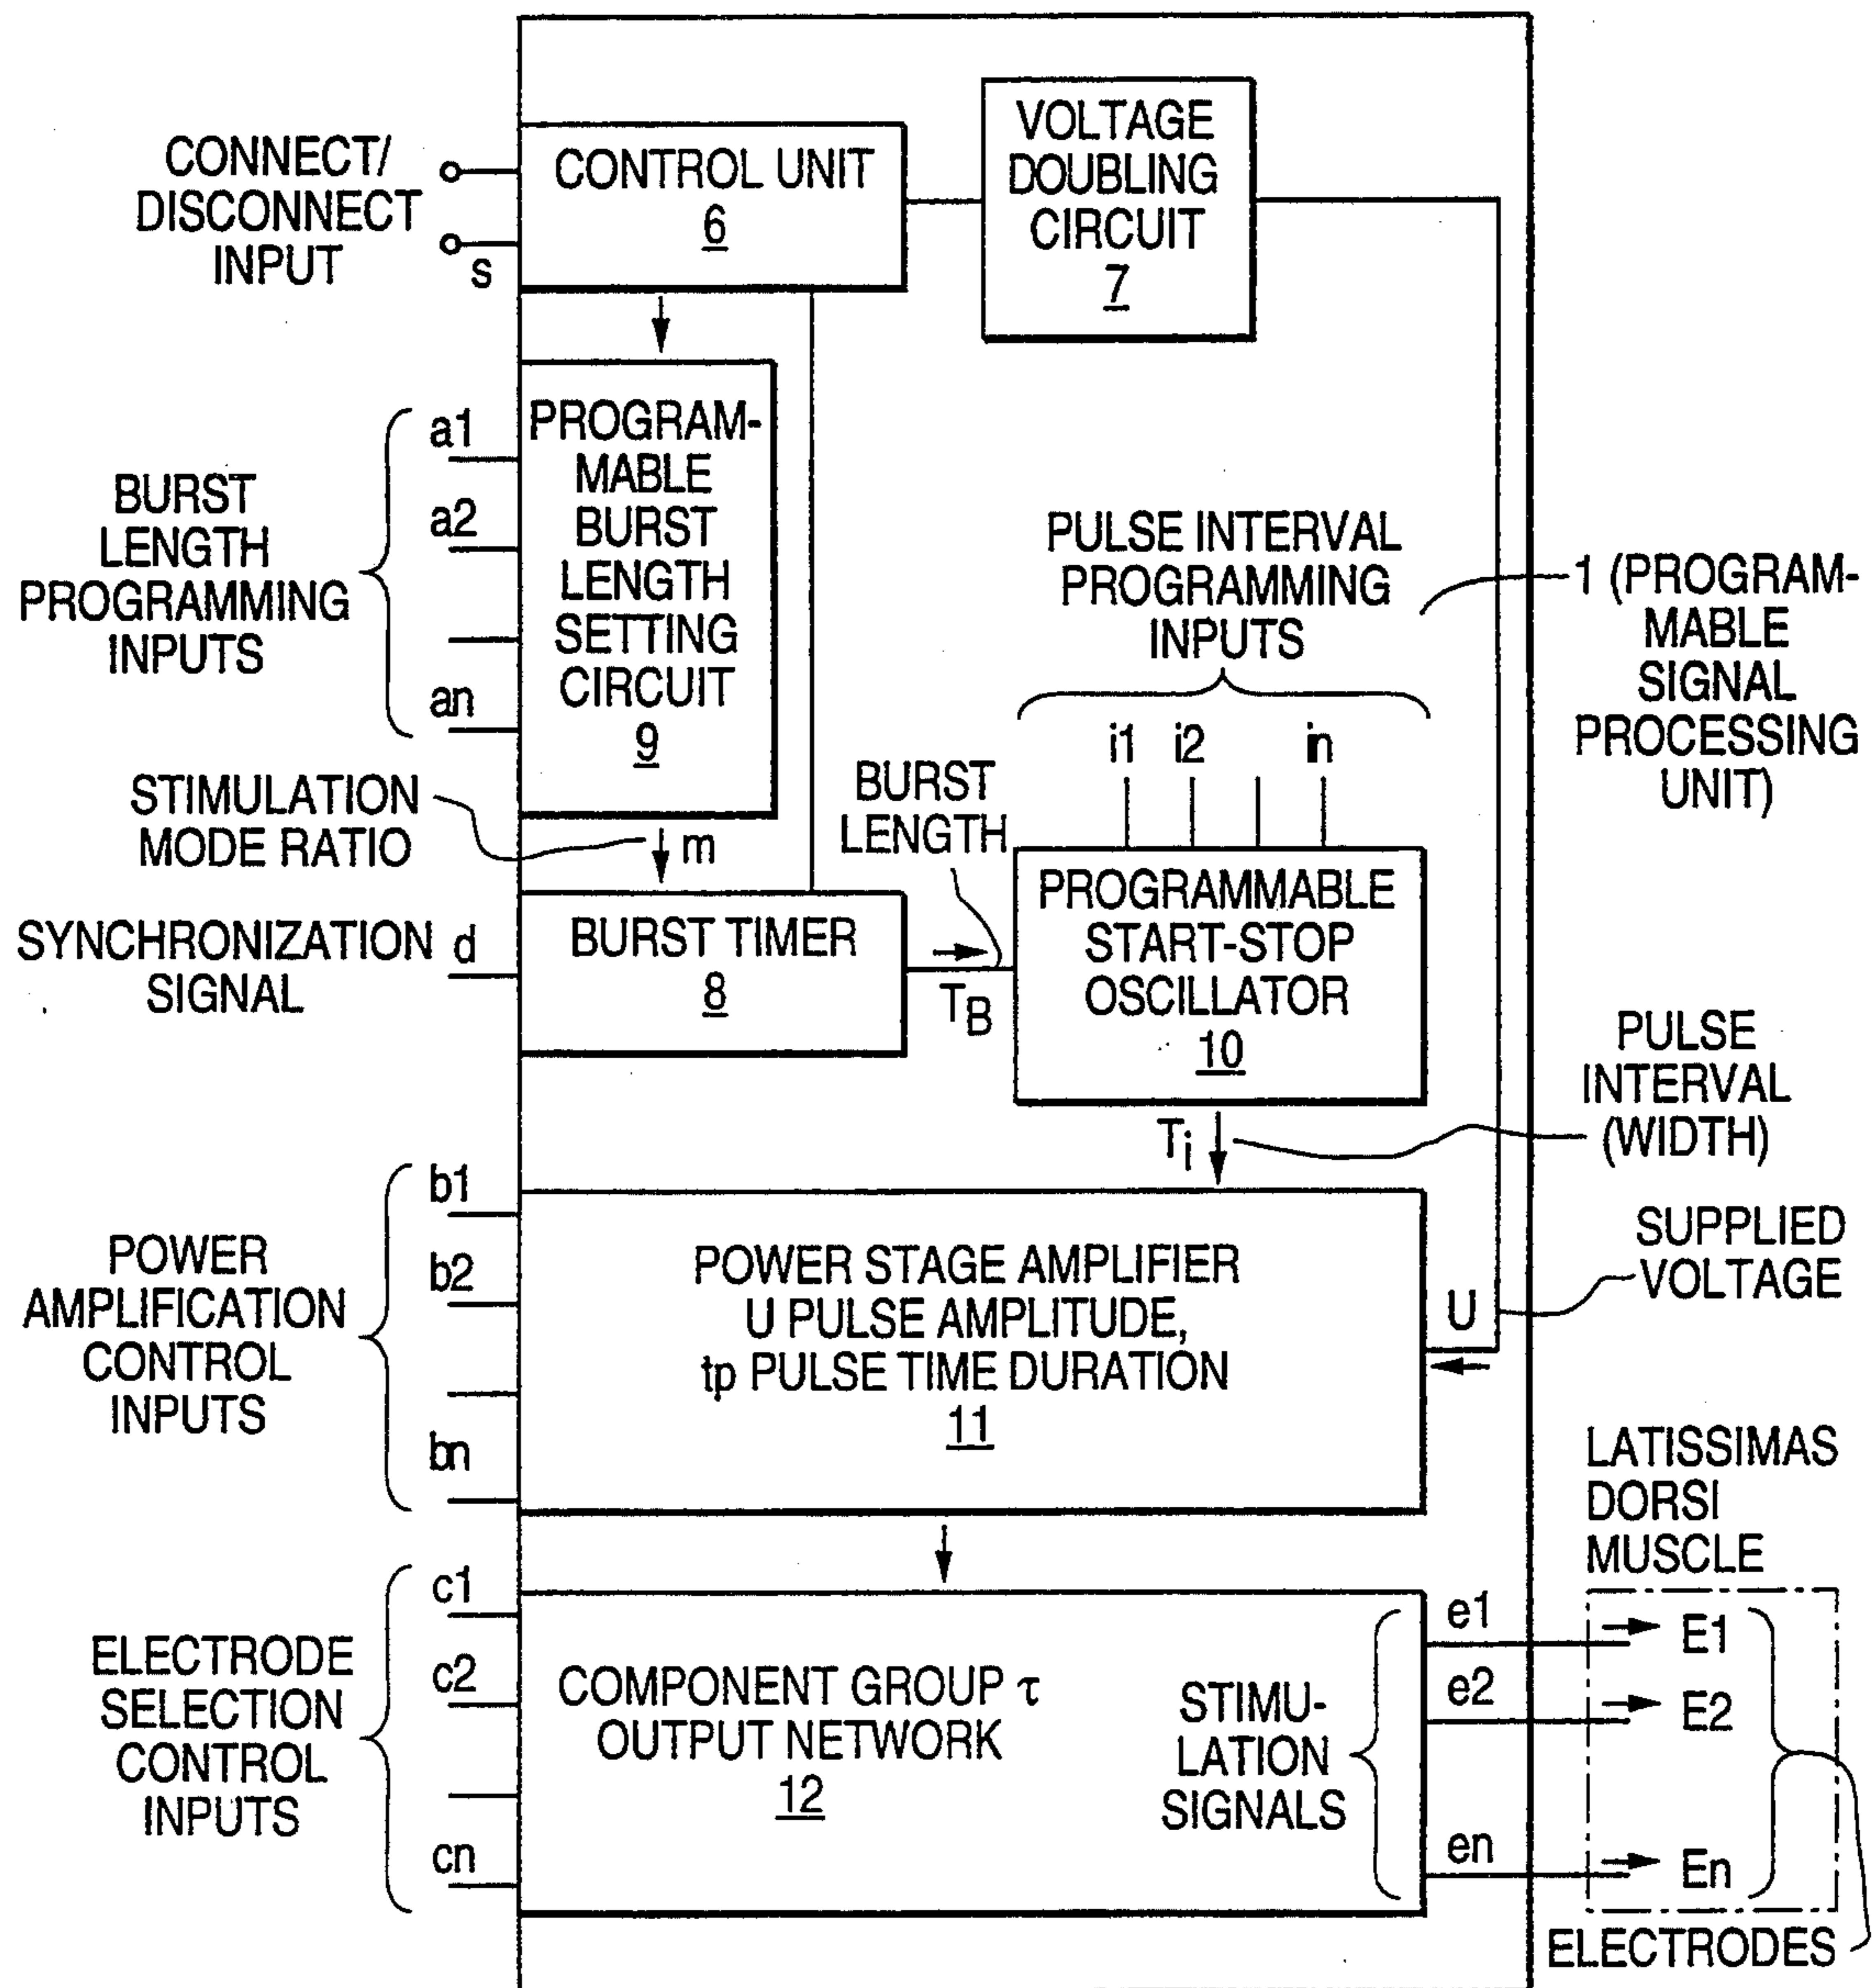 CONNECT/
DISCONNECT
INPUT
s
CONTROL UNIT
6
VOLTAGE
DOUBLING
CIRCUIT
7
BURST
LENGTH
PROGRAMMING
INPUTS
a1
a2
an
PROGRAM-
MABLE
BURST
LENGTH
SETTING
CIRCUIT
9
PULSE INTERVAL
PROGRAMMING
INPUTS
i1 i2 in
1 (PROGRAM-
MABLE
SIGNAL
PROCESSING
UNIT)
STIMULATION
MODE RATIO
m
BURST
LENGTH
SYNCHRONIZATION
SIGNAL
d
BURST TIMER
8
TB
PROGRAMMABLE
START-STOP
OSCILLATOR
10
Ti
PULSE
INTERVAL
(WIDTH)
POWER
AMPLIFICATION
CONTROL
INPUTS
b1
b2
bn
POWER STAGE AMPLIFIER
U PULSE AMPLITUDE,
tp PULSE TIME DURATION
11
U
SUPPLIED
VOLTAGE
LATISSIMAS
DORSI
MUSCLE
ELECTRODE
SELECTION
CONTROL
INPUTS
c1
c2
cn
COMPONENT GROUP τ
OUTPUT NETWORK
12
STIMU-
LATION
SIGNALS
e1
e2
en
E1
E2
En
ELECTRODES